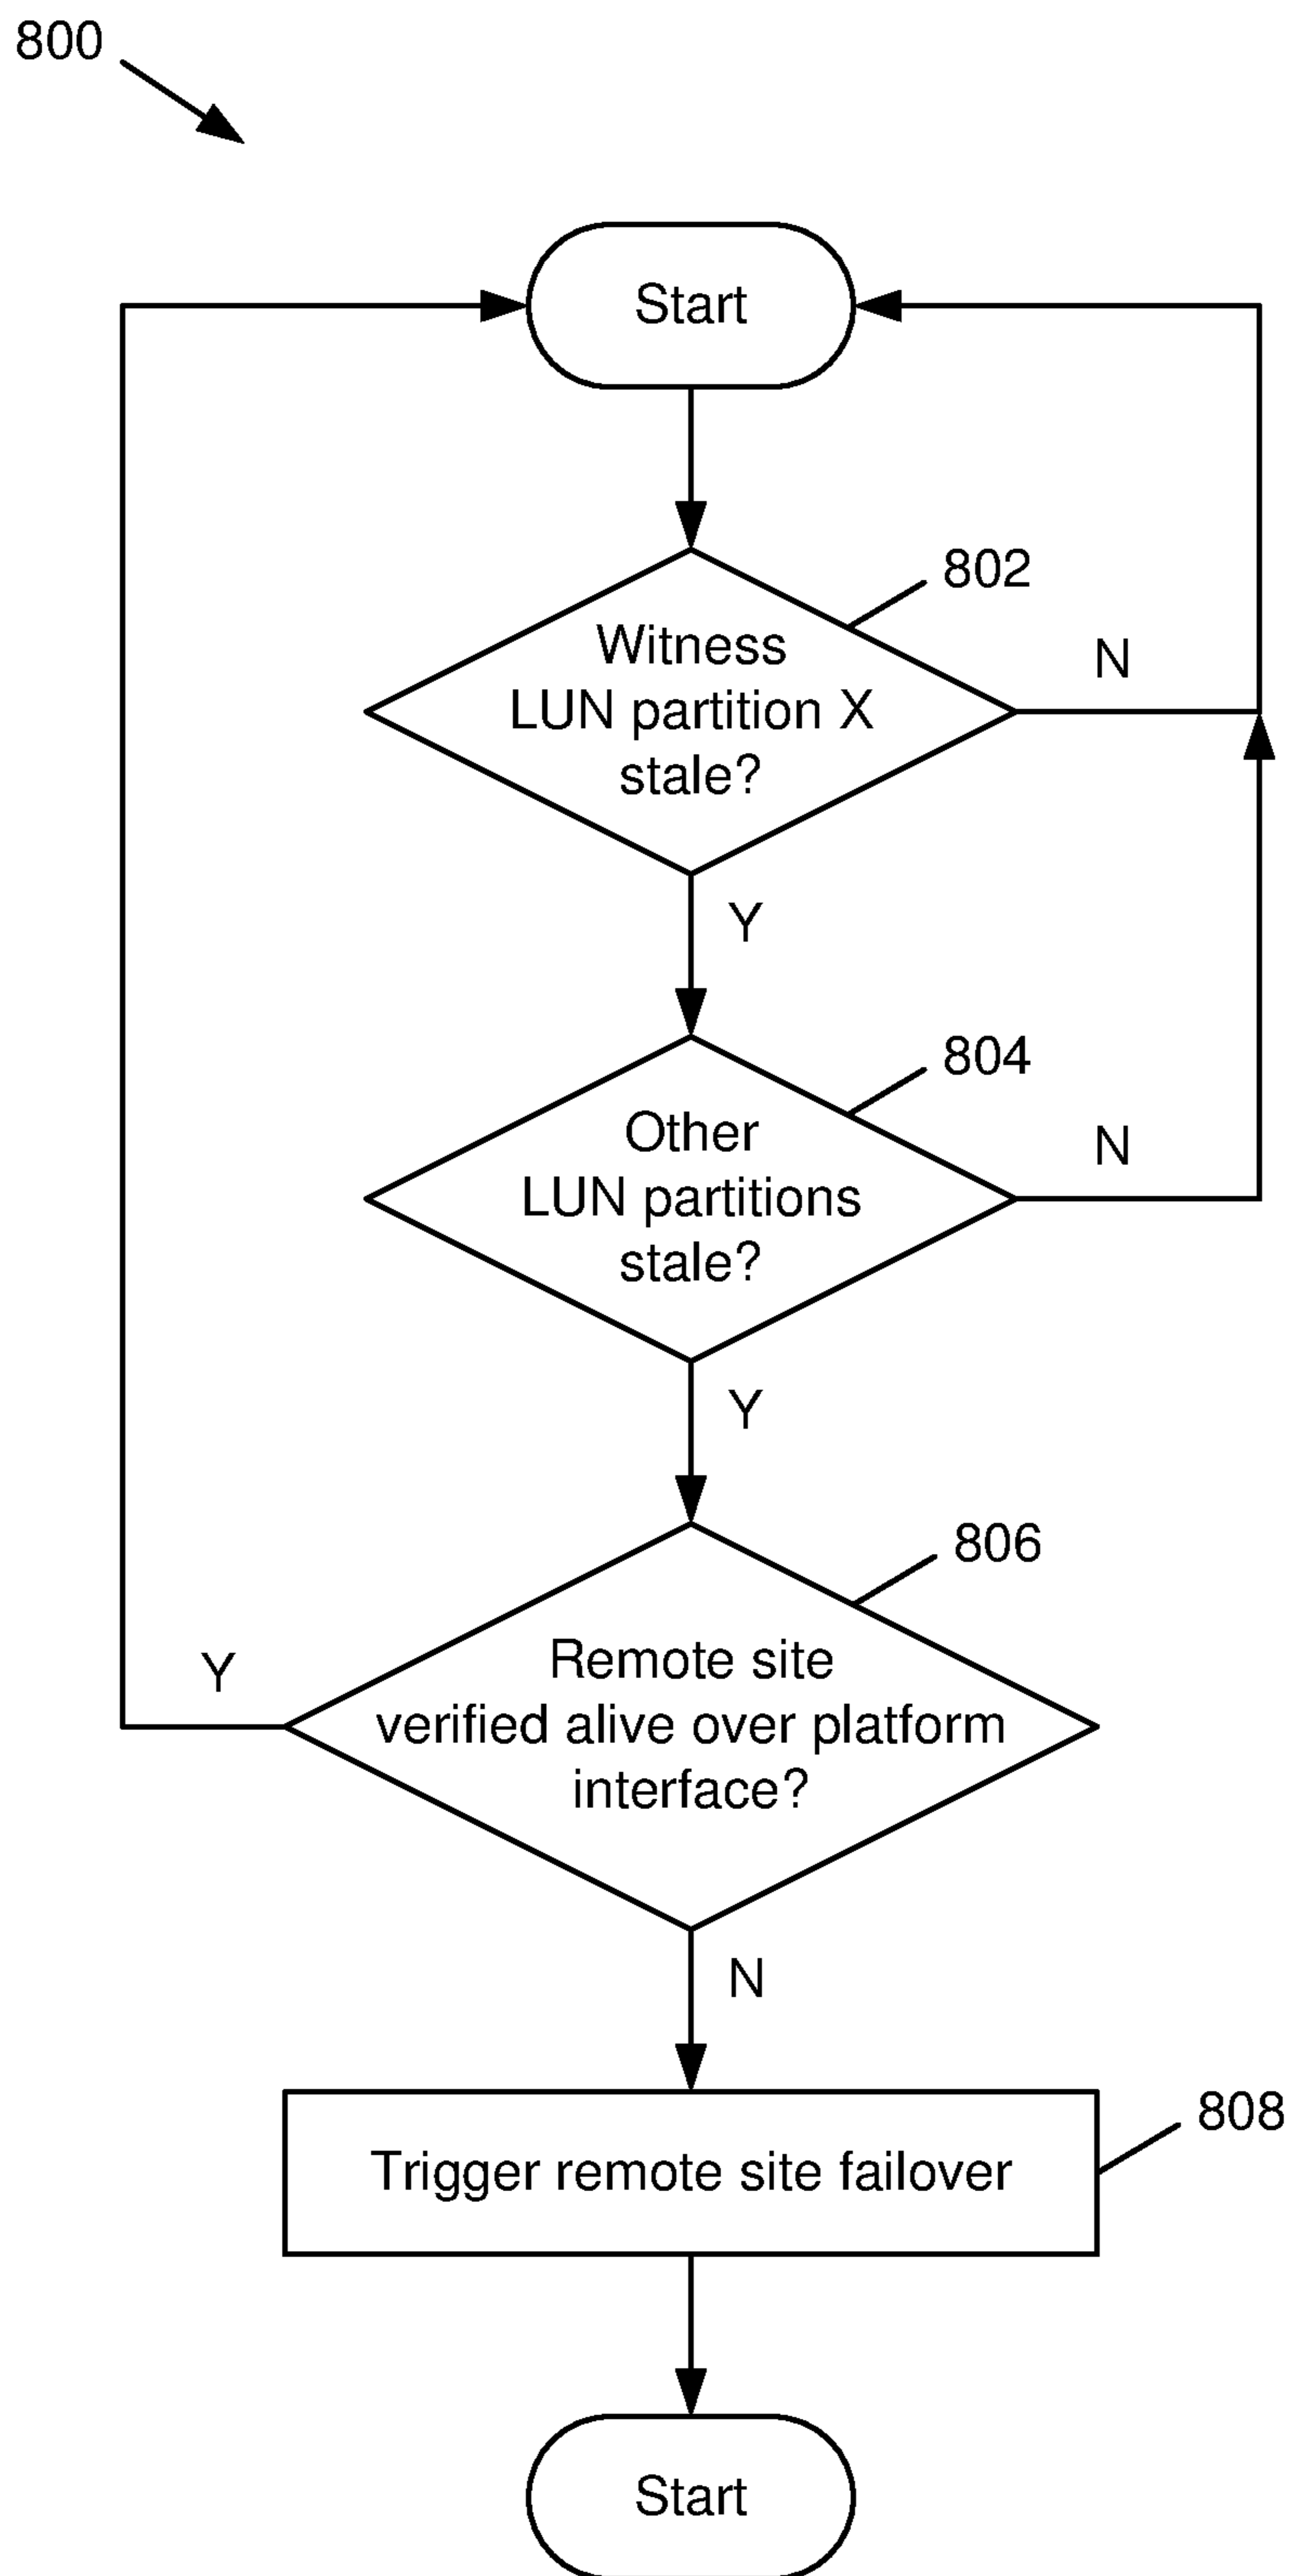 800
Start
802
Witness
LUN partition X
stale?
N
Y
804
Other
LUN partitions
stale?
N
Y
806
Remote site
verified alive over platform
interface?
Y
N
808
Trigger remote site failover
Start